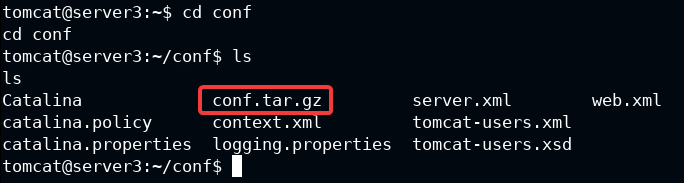 tomcat@server3:~$ cd conf
cd conf
tomcat@server3:~/conf$ ls
ls
Catalina conf.tar.gz server.xml web.xml
catalina.policy context.xml tomcat-users.xml
catalina.properties logging.properties tomcat-users.xsd
tomcat@server3:~/conf$